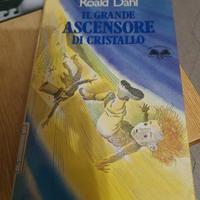 Roald Dahl
IL GRANDE
ASCENSORE
DI CRISTALLO